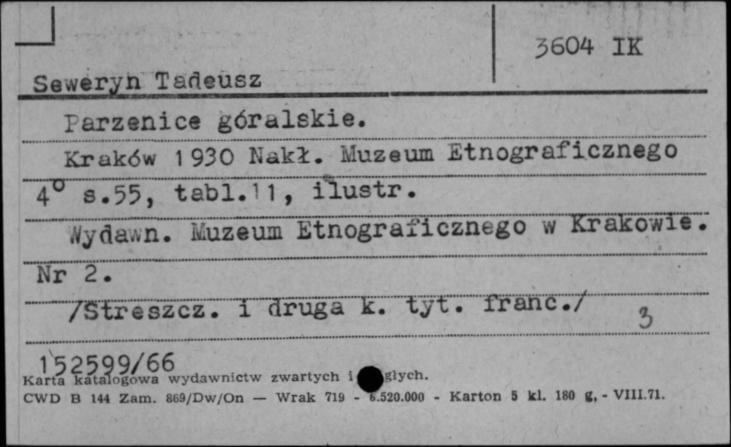 3604 IK
Seweryn Tadeusz
Parzenice góralskie.
Kraków 1930 Nakł. Muzeum Etnograficznego
4° s.55, tabl.11, ilustr.
Wydawn. Muzeum Etnograficznego w Krakowie.
Nr 2.
/Streszcz. i druga k. tyt. franc./
3
152599/66
Karta katalogowa wydawnictw zwartych i
CWD B 144 Zam. 869/Dw/On — Wrak 719 - 6.520.000 - Karton 5 kl. 180 g, - VIII.71.